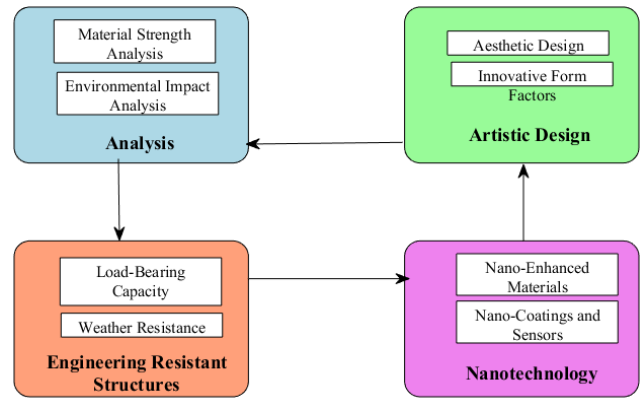 Material Strength
Analysis
Environmental Impact
Analysis
Analysis
Aesthetic Design
Innovative Form
Factors
Artistic Design
Load-Bearing
Capacity
Weather Resistance
Engineering Resistant
Structures
Nano-Enhanced
Materials
Nano-Coatings and
Sensors
Nanotechnology